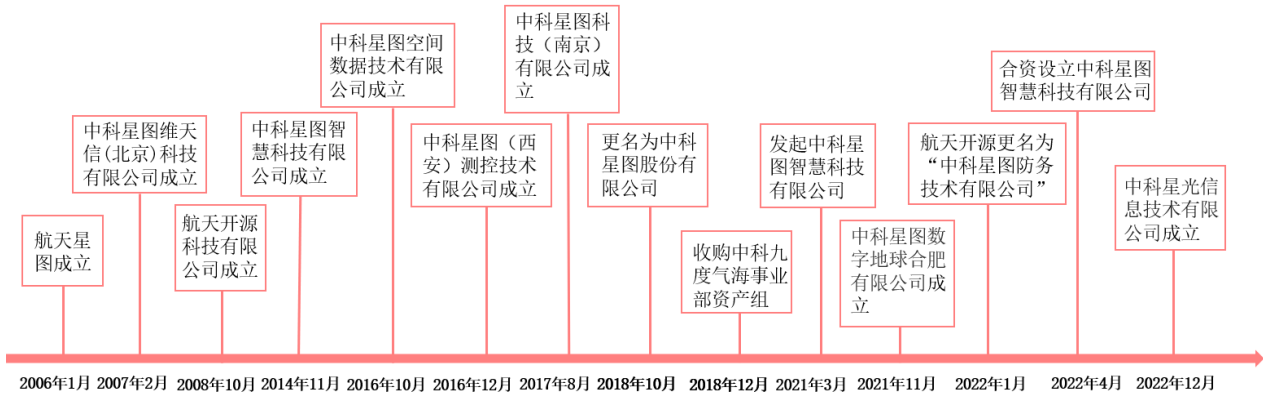 航天星
图成立
中科星图维天
信(北京)科技
有限公司成立
航天开源
科技有限
公司成立
中科星图智
慧科技有限
公司成立
中科星图空间
数据技术有限
公司成立
中科星图（西
安）测控技术
有限公司成立
中科星图科
技（南京）
有限公司成
立
更名为中科
星图股份有
限公司
收购中科九
度气海事业
部资产组
发起中科星
图智慧科技
有限公司
中科星图数
字地球合肥
有限公司成
立
航天开源更名为
“中科星图防务
技术有限公司”
合资设立中科星图
智慧科技有限公司
中科星光信
息技术有限
公司成立
2006年1月 2007年2月 2008年10月 2014年11月 2016年10月 2016年12月 2017年8月 2018年10月 2018年12月 2021年3月 2021年11月 2022年1月 2022年4月 2022年12月